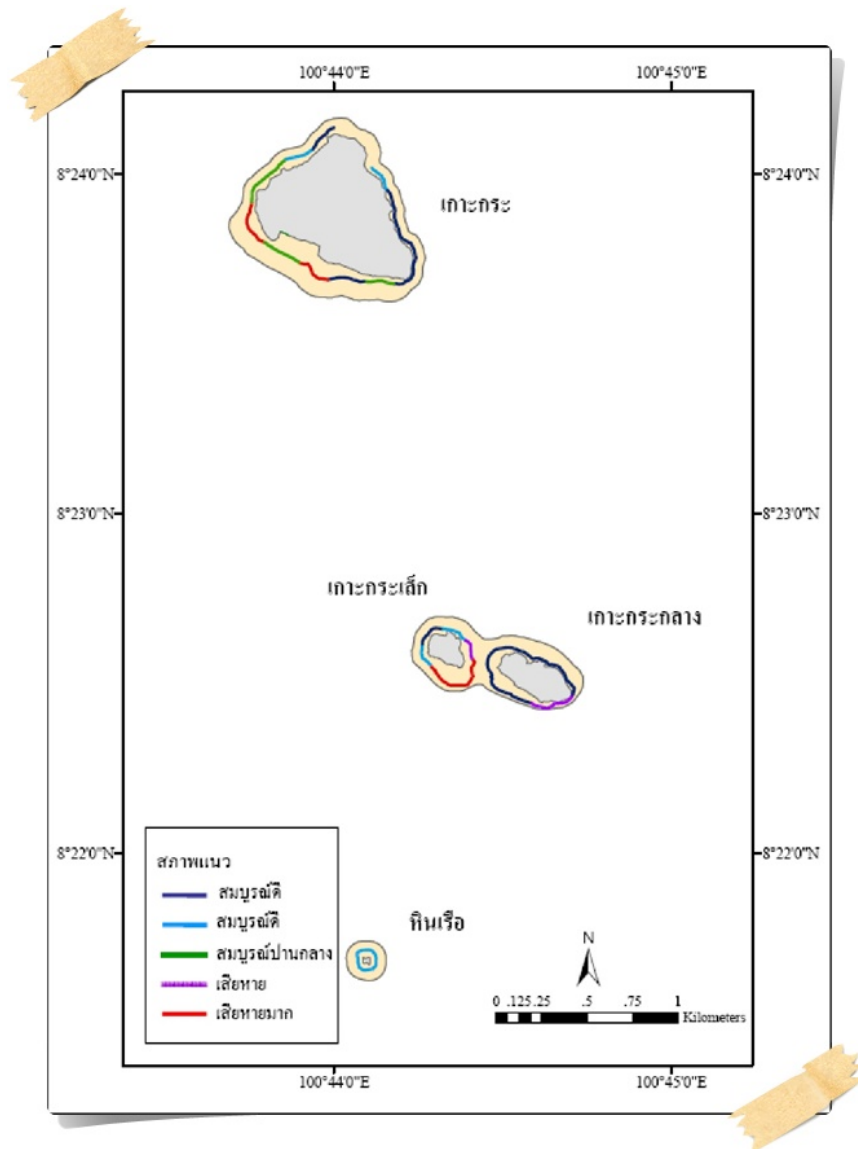 100°44'0"E 100°45'0"E
8°24'0"N 8°24'0"N
เกาะกระ
8°23'0"N 8°23'0"N
เกาะกระเล็ก
เกาะกระกลาง
8°22'0"N 8°22'0"N
สภาพแนว
สมบูรณ์ดี
สมบูรณ์ดี
สมบูรณ์ปานกลาง
เสียหาย
เสียหายมาก
หินเรือ
N
0 .125.25 .5 .75 1
Kilometers
100°44'0"E 100°45'0"E